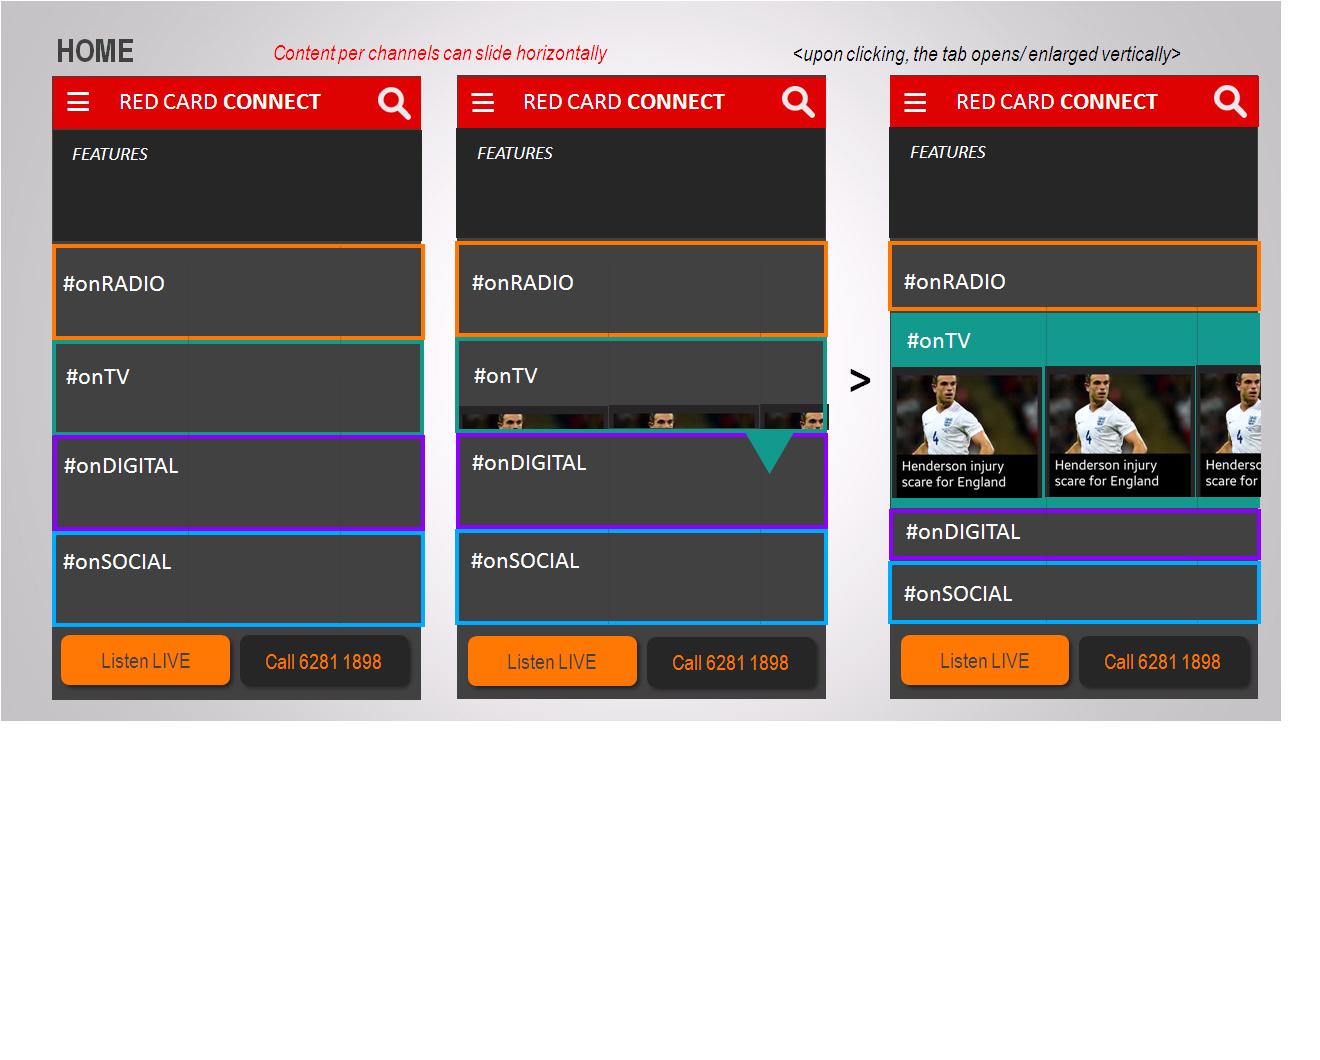 HOME
Content per channels can slide horizontally
<upon clicking, the tab opens/ enlarged vertically>
RED CARD CONNECT
FEATURES
#onRADIO
#onTV
#onDIGITAL
#onSOCIAL
Listen LIVE
Call 6281 1898
RED CARD CONNECT
FEATURES
#onRADIO
#onTV
#onDIGITAL
#onSOCIAL
Listen LIVE
Call 6281 1898
>
RED CARD CONNECT
FEATURES
#onRADIO
#onTV
4
Henderson injury
scare for England
4
Henderson injury
scare for England
4
Henderso
scare for
#onDIGITAL
#onSOCIAL
Listen LIVE
Call 6281 1898